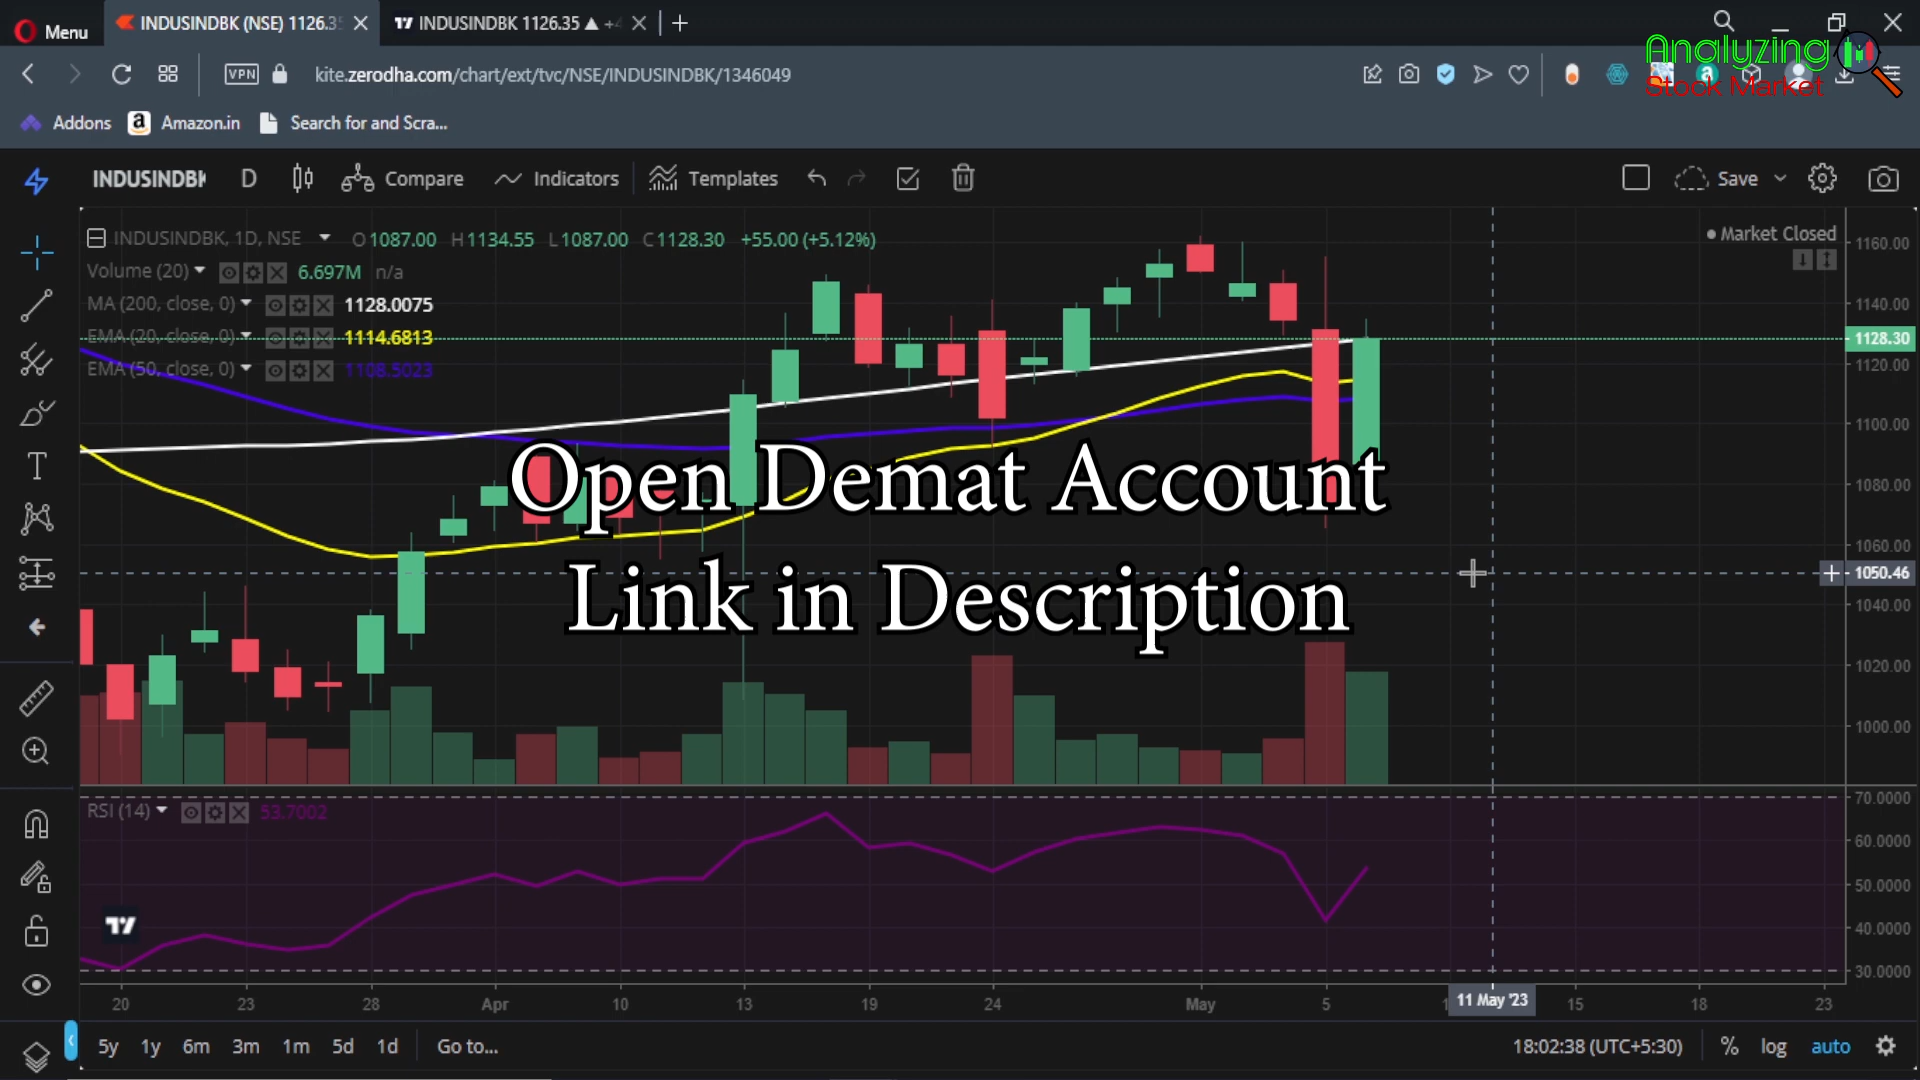 Menu
INDUSINDBK (NSE) 1126.35
INDUSINDBK 1126.35 ▲ +4
Analyzing
Stock Market
VPN
kite.zerodha.com/chart/ext/tvc/NSE/INDUSINDBK/1346049
Addons
Amazon.in
Search for and Scra...
INDUSINDBK
D
Compare
Indicators
Templates
Save
INDUSINDBK, 1D, NSE
O1087.00 H1134.55 L1087.00 C1128.30 +55.00 (+5.12%)
Market Closed
Volume (20) 6.697M n/a
MA (200, close, 0) 1128.0075
EMA (20, close, 0) 1114.6813
EMA (50, close, 0) 1108.5023
1160.00
1140.00
1128.30
1120.00
1100.00
1080.00
1060.00
1050.46
1040.00
1020.00
1000.00
Open Demat Account
Link in Description
RSI (14) 53.7002
70.0000
60.0000
50.0000
40.0000
30.0000
20 23 28 Apr 10 13 19 24 May 5 11 May '23 15 18 23
5y 1y 6m 3m 1m 5d 1d Go to...
18:02:38 (UTC+5:30) % log auto